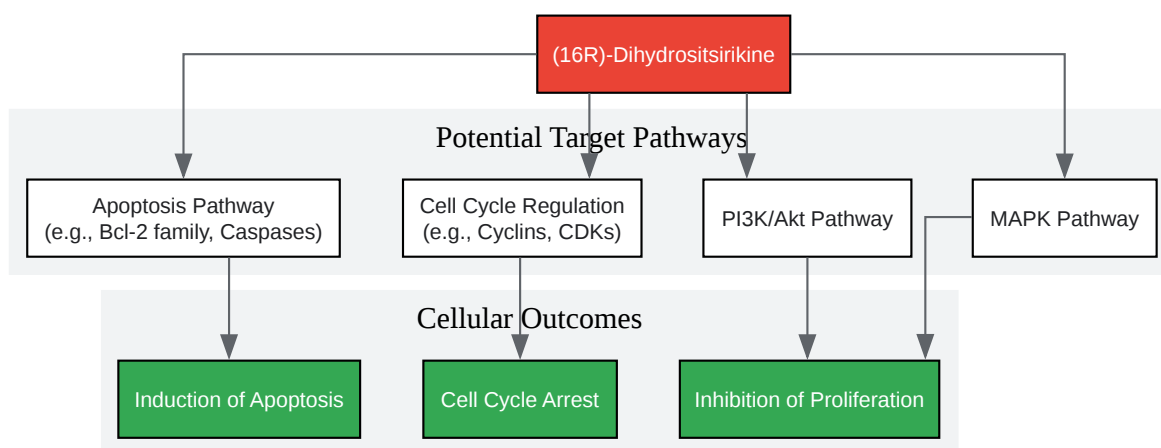 (16R)-Dihydrositsirikine
Potential Target Pathways
Apoptosis Pathway
(e.g., Bcl-2 family, Caspases)
Cell Cycle Regulation
(e.g., Cyclins, CDKs)
PI3K/Akt Pathway
MAPK Pathway
Cellular Outcomes
Induction of Apoptosis
Cell Cycle Arrest
Inhibition of Proliferation